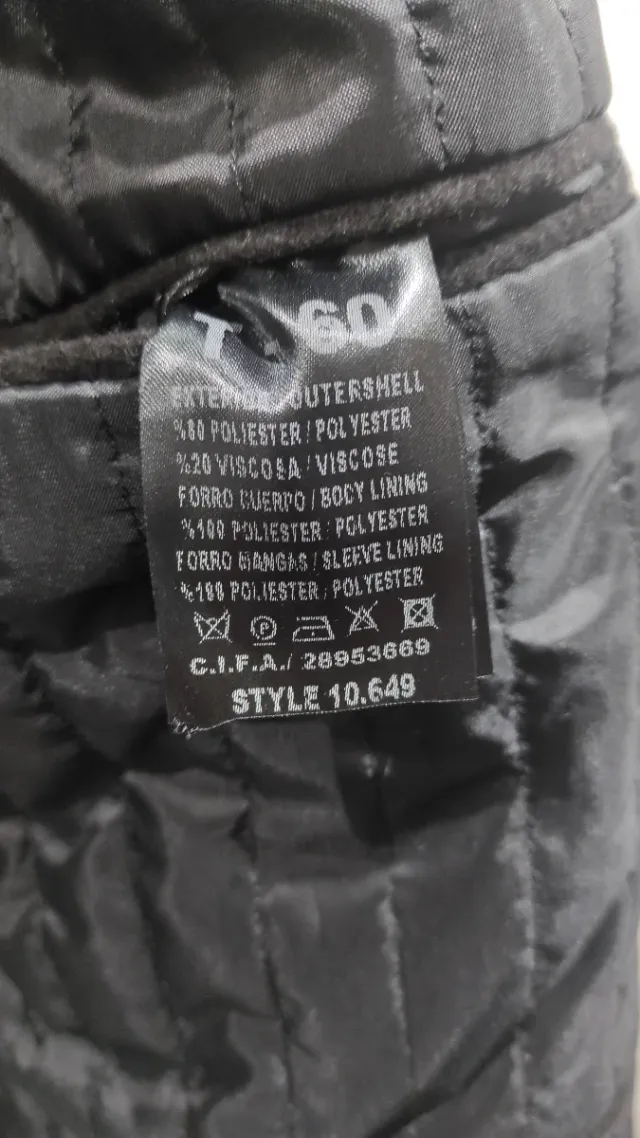 T. 60
EXTERIOR/OUTERSHELL
%80 POLIESTER/POLYESTER
%20 VISCOSA/VISCOSE
FORRO CUERPO/BODY LINING
%100 POLIESTER/POLYESTER
FORRO MANGAS/SLEEVE LINING
%100 POLIESTER/POLYESTER
P
C.I.F.A./28953669
STYLE 10.649